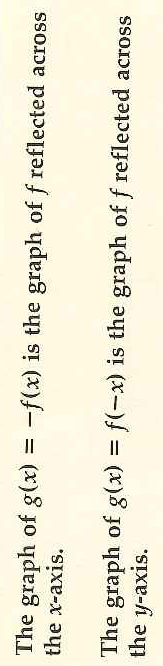 The graph of g(x) = −f(x) is the graph of f reflected across
the x-axis.
The graph of g(x) = f(−x) is the graph of f reflected across
the y-axis.